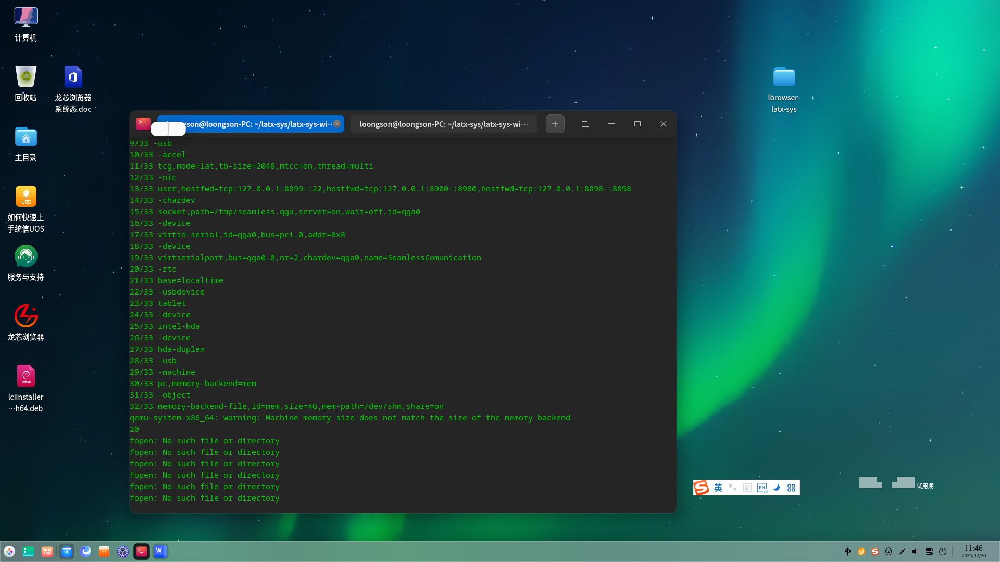 计算机
回收站
龙芯浏览器
系统态.doc
主目录
UOS
如何快速上
手统信UOS
服务与支持
龙芯浏览器
debian
lciinstaller
···h64.deb
lbrowser-
latx-sys
gson@loongson-PC: ~/latx-sys/latx-sys-wi···
loongson@loongson-PC: ~/latx-sys/latx-sys-wi···
9/33 -usb
10/33 -accel
11/33 tcg,mode=lat,tb-size=2048,mtcc=on,thread=multi
12/33 -nic
13/33 user,hostfwd=tcp:127.0.0.1:8899-:22,hostfwd=tcp:127.0.0.1:8900-:8900,hostfwd=tcp:127.0.0.1:8898-:8898
14/33 -chardev
15/33 socket,path=/tmp/seamless.qga,server=on,wait=off,id=qga0
16/33 -device
17/33 virtio-serial,id=qga0,bus=pci.0,addr=0x8
18/33 -device
19/33 virtserialport,bus=qga0.0,nr=2,chardev=qga0,name=SeamlessComunication
20/33 -rtc
21/33 base=localtime
22/33 -usbdevice
23/33 tablet
24/33 -device
25/33 intel-hda
26/33 -device
27/33 hda-duplex
28/33 -usb
29/33 -machine
30/33 pc,memory-backend=mem
31/33 -object
32/33 memory-backend-file,id=mem,size=4G,mem-path=/dev/shm,share=on
qemu-system-x86_64: warning: Machine memory size does not match the size of the memory backend
20
fopen: No such file or directory
fopen: No such file or directory
fopen: No such file or directory
fopen: No such file or directory
fopen: No such file or directory
fopen: No such file or directory
英 简 EN 26
试用期
11:46
2024/12/30